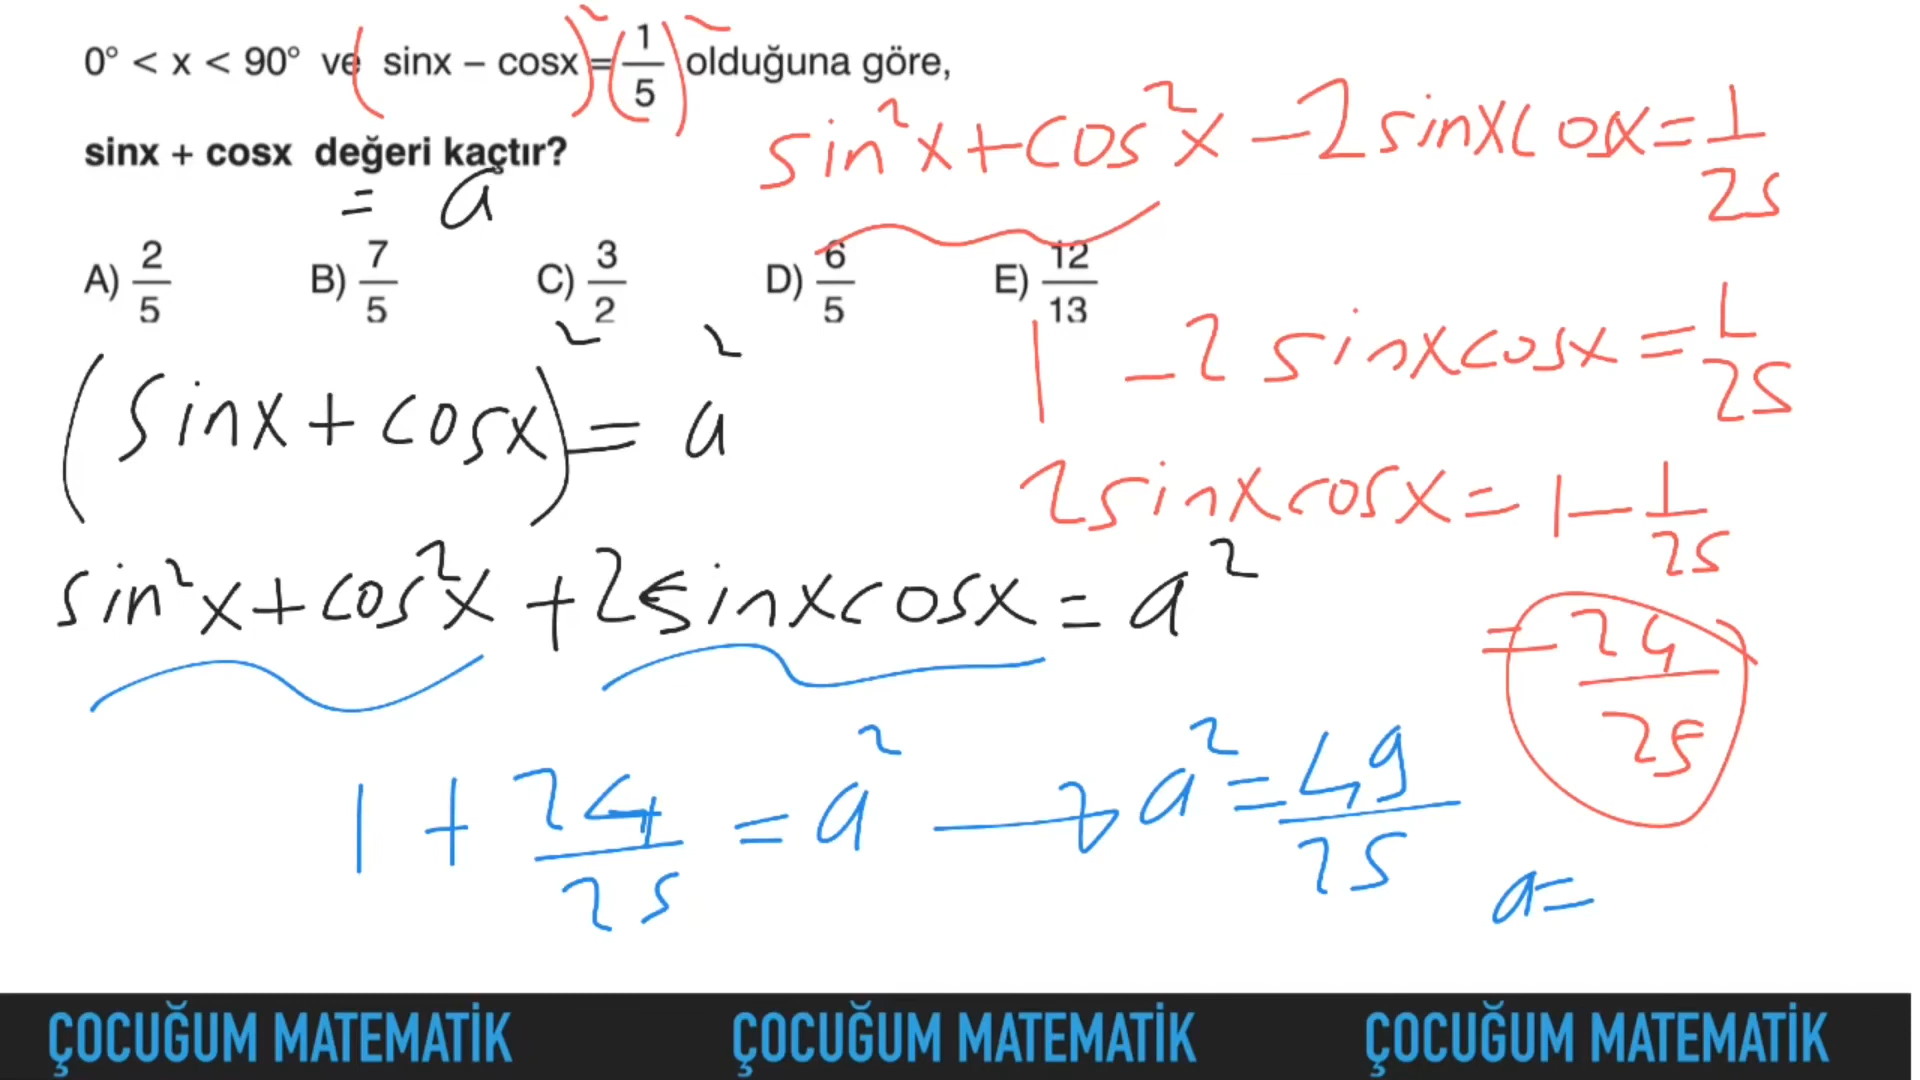 0° < x < 90° ve (sinx – cosx)² = (1/5)² olduğuna göre,
sinx + cosx değeri kaçtır?
= a
A) 2/5 B) 7/5 C) 3/2 D) 6/5 E) 12/13
sin²x + cos²x - 2sinxcosx = 1/25
1 - 2sinxcosx = 1/25
2sinxcosx = 1 - 1/25
= 24/25
(sinx + cosx)² = a²
sin²x + cos²x + 2sinxcosx = a²
1 + 24/25 = a² → a² = 49/25
a =
ÇOCUĞUM MATEMATİK ÇOCUĞUM MATEMATİK ÇOCUĞUM MATEMATİK